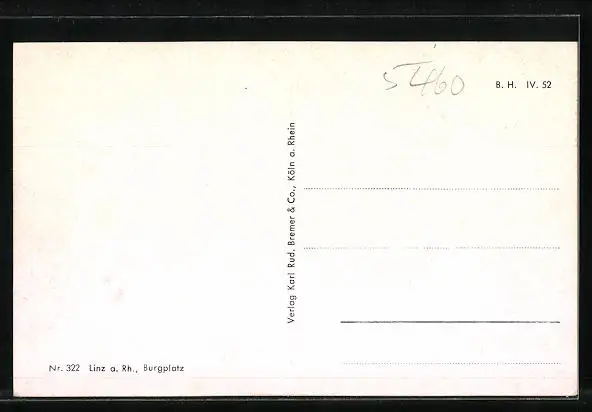 5460
B. H. IV. 52
Verlag Karl Rud. Bremer & Co., Köln a. Rhein
Nr. 322 Linz a. Rh., Burgplatz